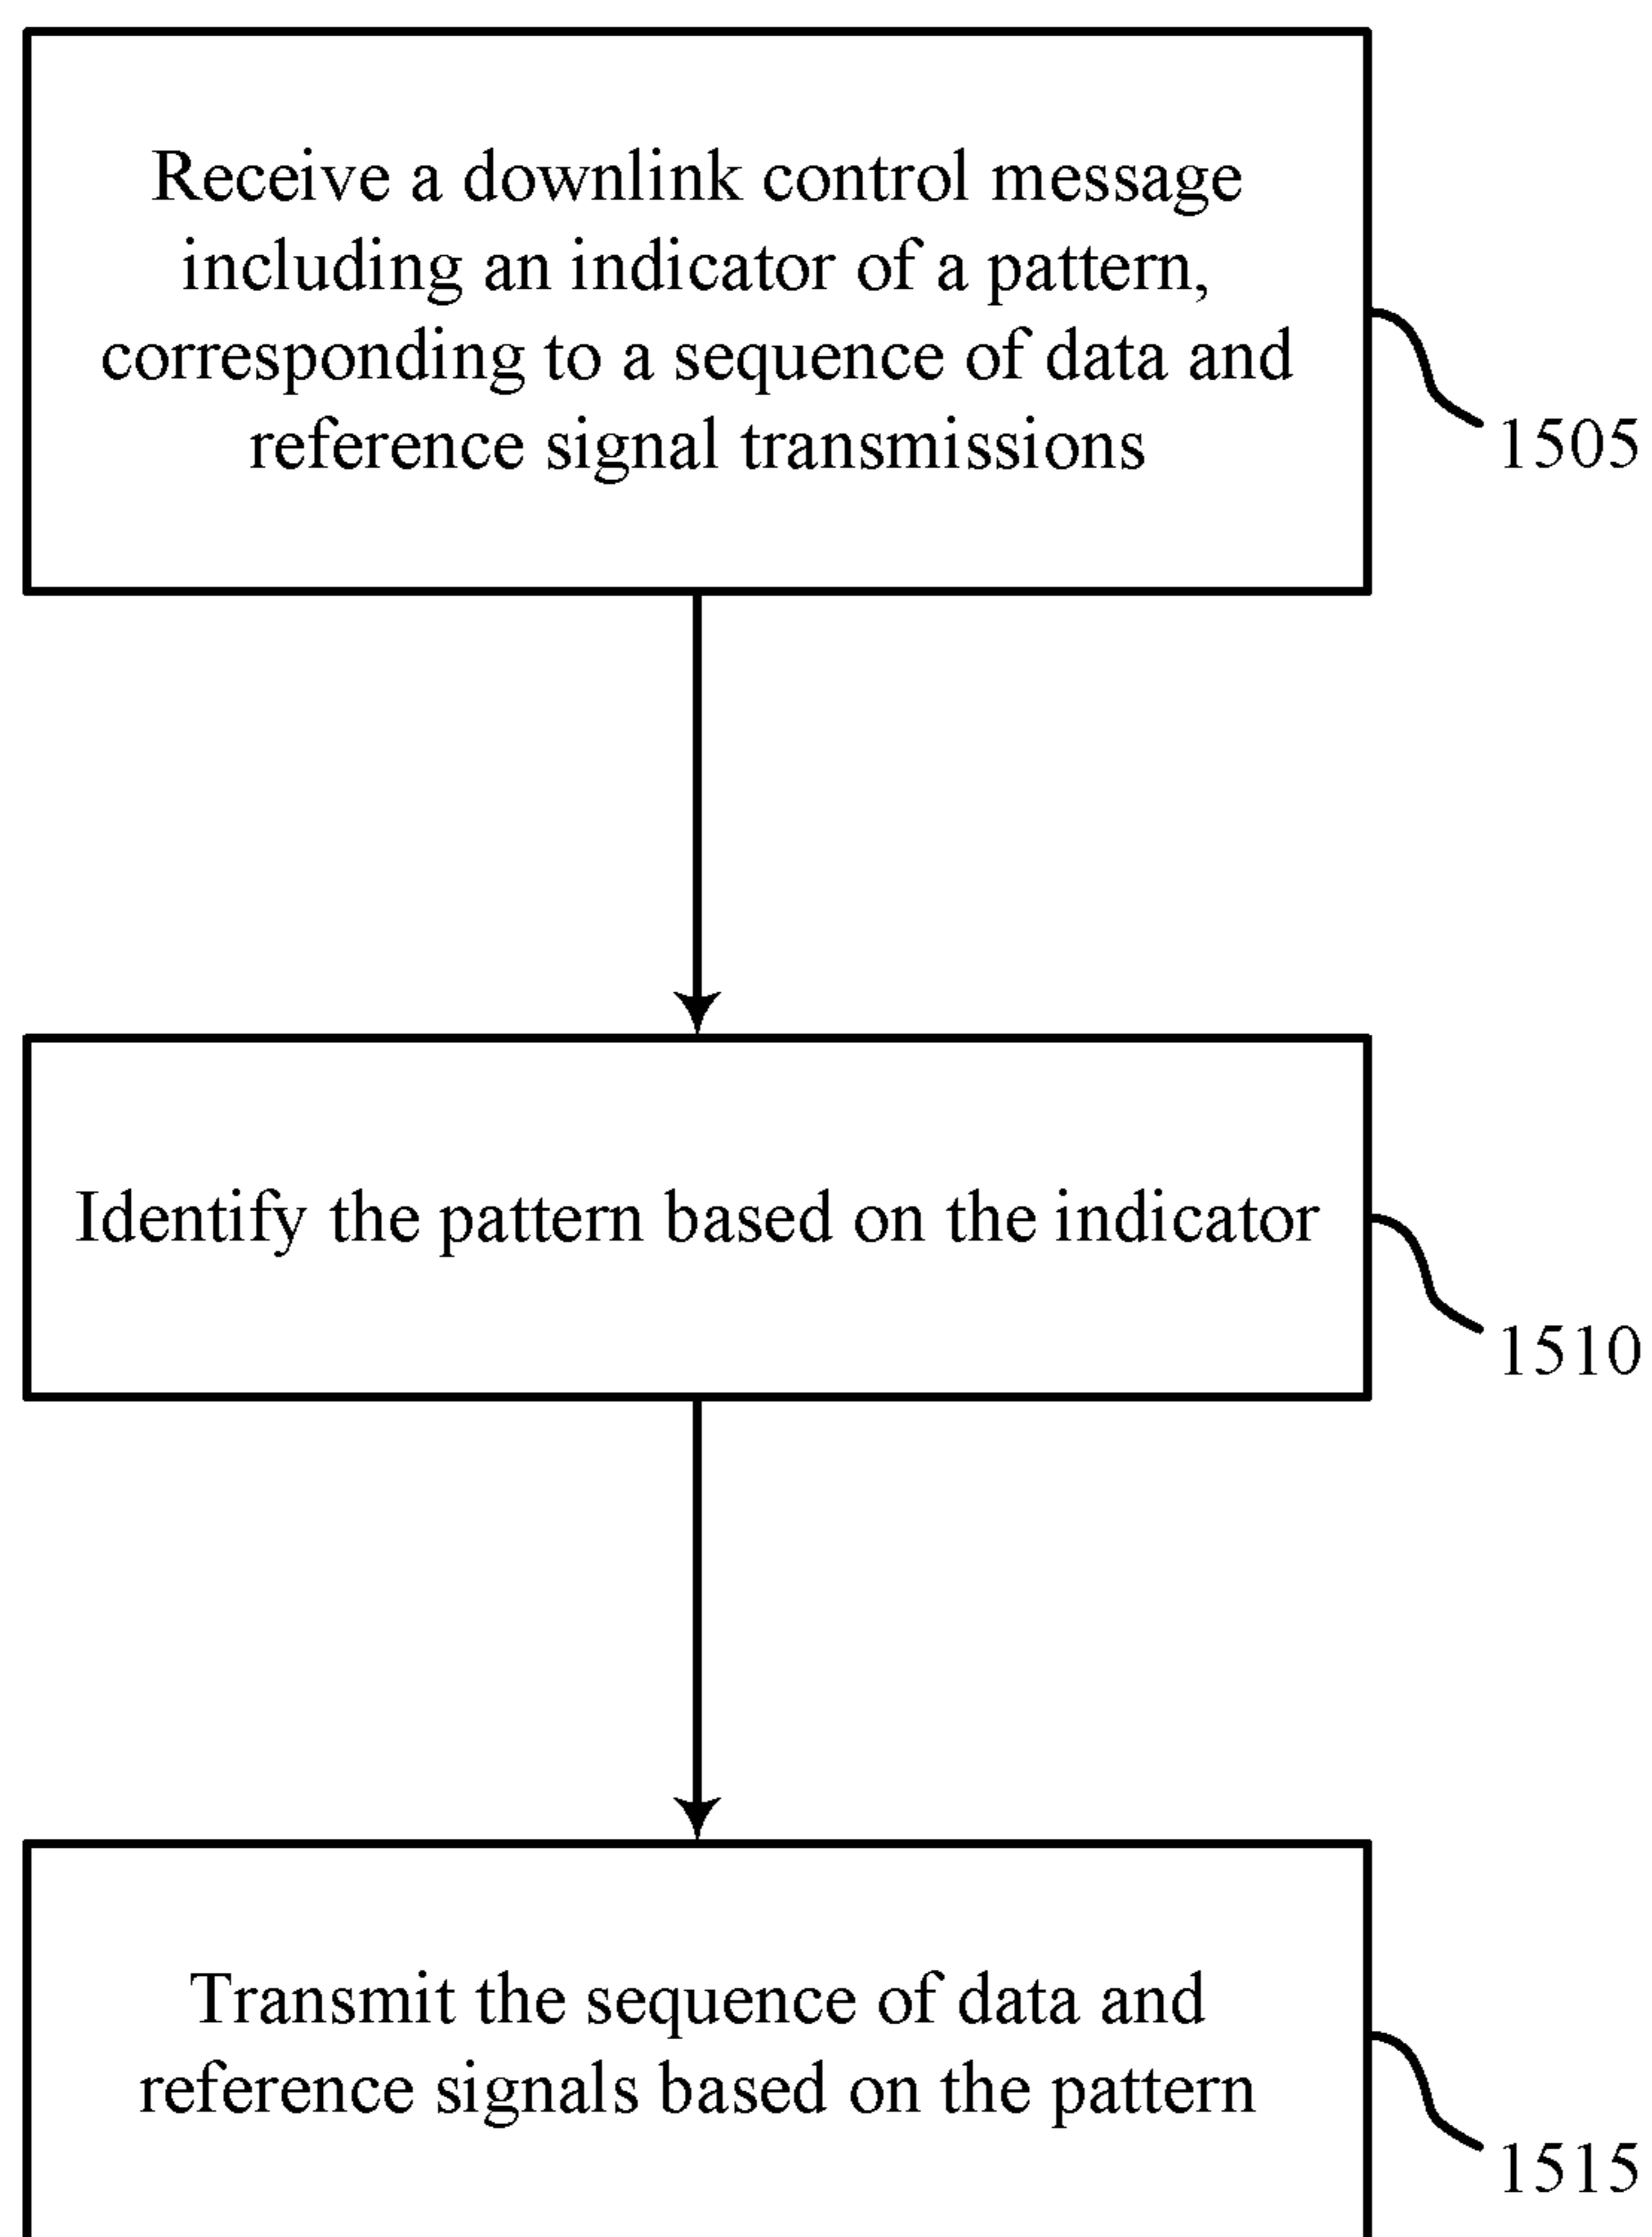 Receive a downlink control message
including an indicator of a pattern,
corresponding to a sequence of data and
reference signal transmissions
1505
Identify the pattern based on the indicator
1510
Transmit the sequence of data and
reference signals based on the pattern
1515